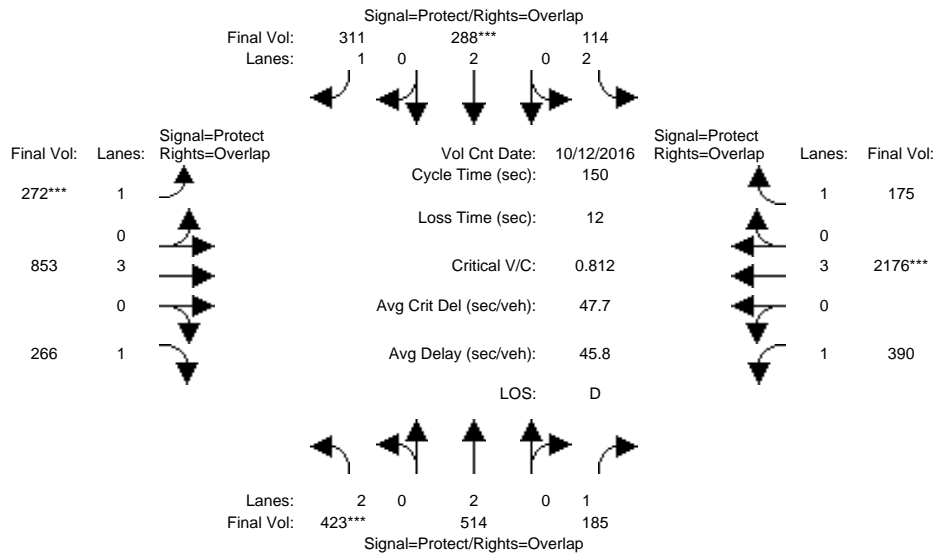 Signal=Protect/Rights=Overlap
Final Vol: 311 288*** 114
Lanes: 1 0 2 0 2
Signal=Protect
Final Vol: Lanes: Rights=Overlap
Vol Cnt Date: 10/12/2016
Signal=Protect
Rights=Overlap Lanes: Final Vol:
Cycle Time (sec): 150
272*** 1
1 175
Loss Time (sec): 12
0
0
853 3
Critical V/C: 0.812
3 2176***
0
Avg Crit Del (sec/veh): 47.7
0
266 1
Avg Delay (sec/veh): 45.8
1 390
LOS: D
Lanes: 2 0 2 0 1
Final Vol: 423*** 514 185
Signal=Protect/Rights=Overlap